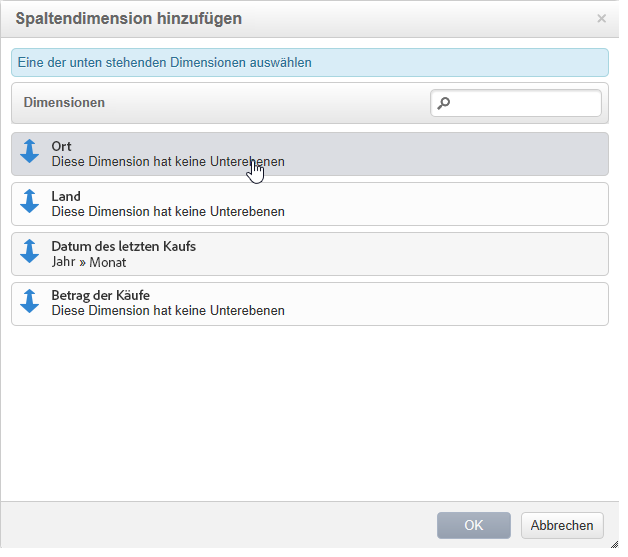 Spaltendimension hinzufügen
×
Eine der unten stehenden Dimensionen auswählen
Dimensionen
Ort
Diese Dimension hat keine Unterebenen
Land
Diese Dimension hat keine Unterebenen
Datum des letzten Kaufs
Jahr » Monat
Betrag der Käufe
Diese Dimension hat keine Unterebenen
OK
Abbrechen